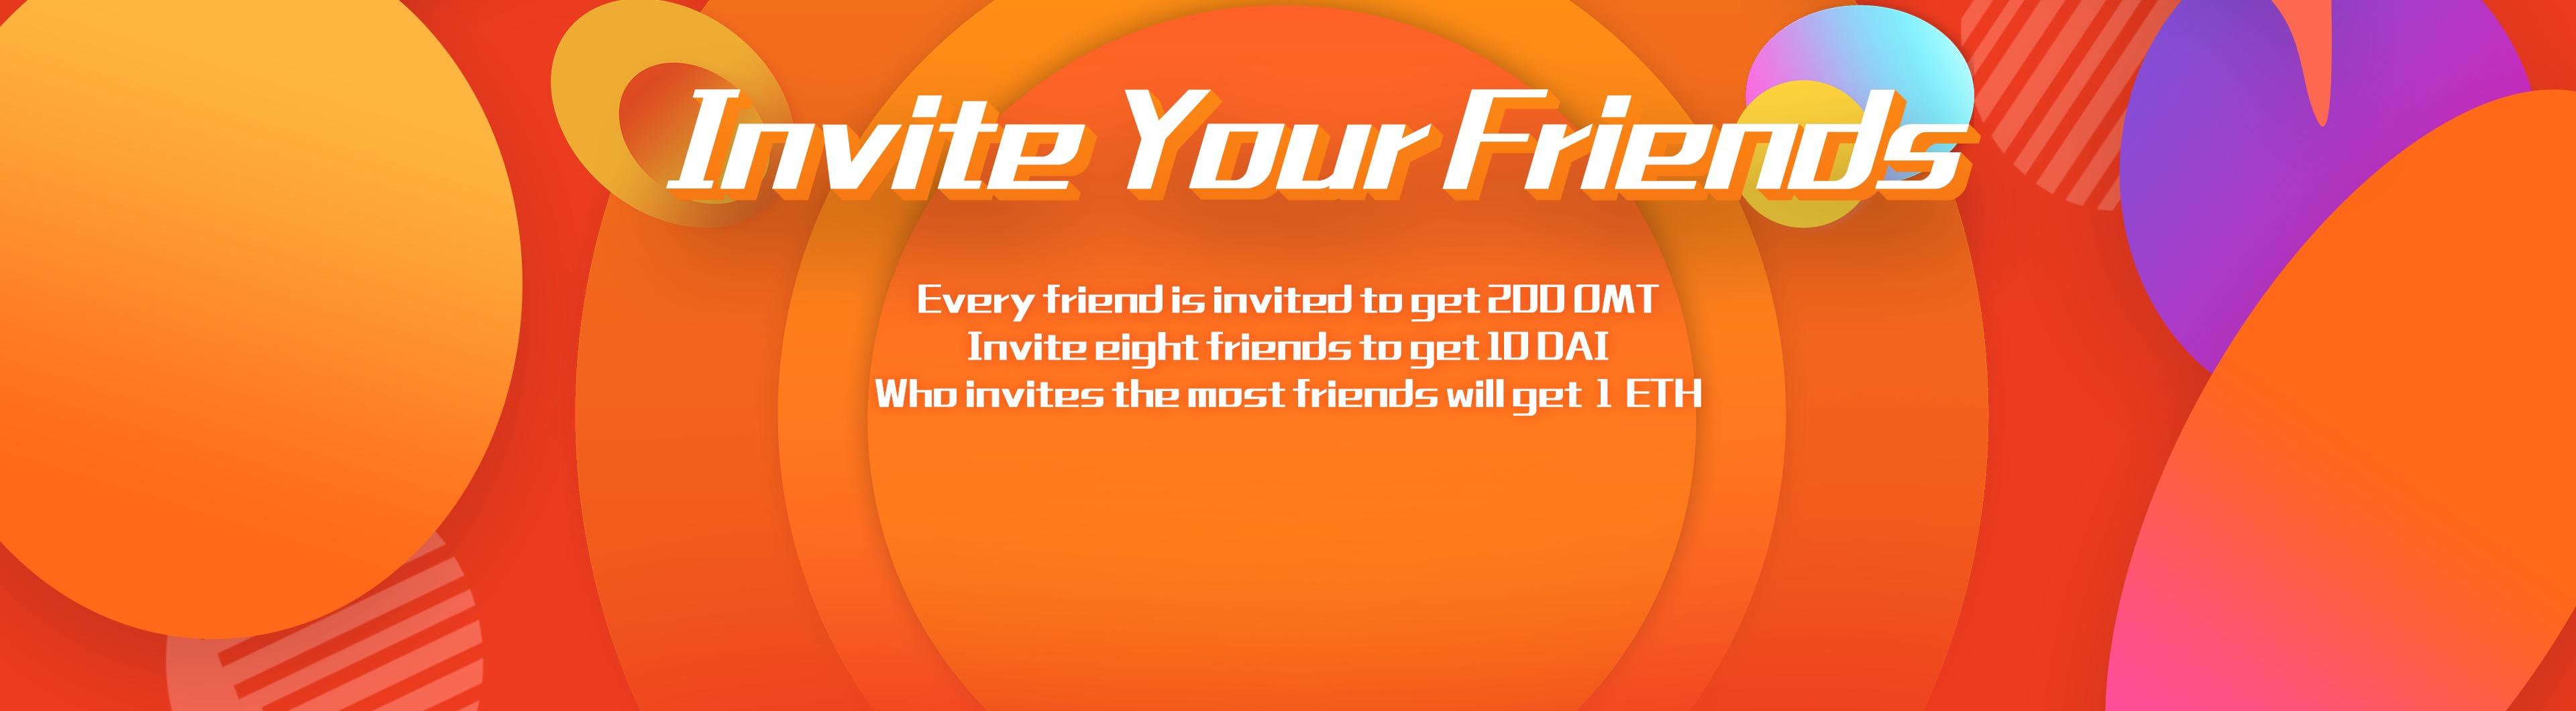 Invite Your Friends
Every friend is invited to get 200 OMT
Invite eight friends to get 10 DAI
Who invites the most friends will get 1 ETH